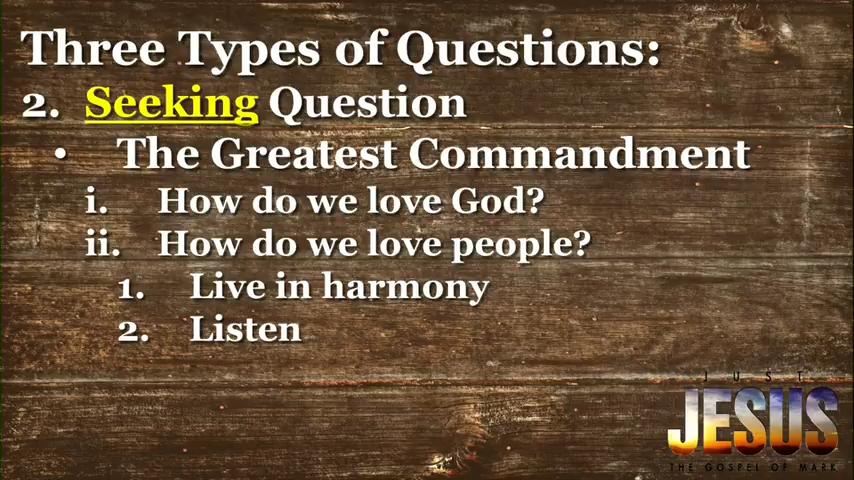 Three Types of Questions:
2. Seeking Question
• The Greatest Commandment
i. How do we love God?
ii. How do we love people?
1. Live in harmony
2. Listen
JUST
JESUS
THE GOSPEL OF MARK